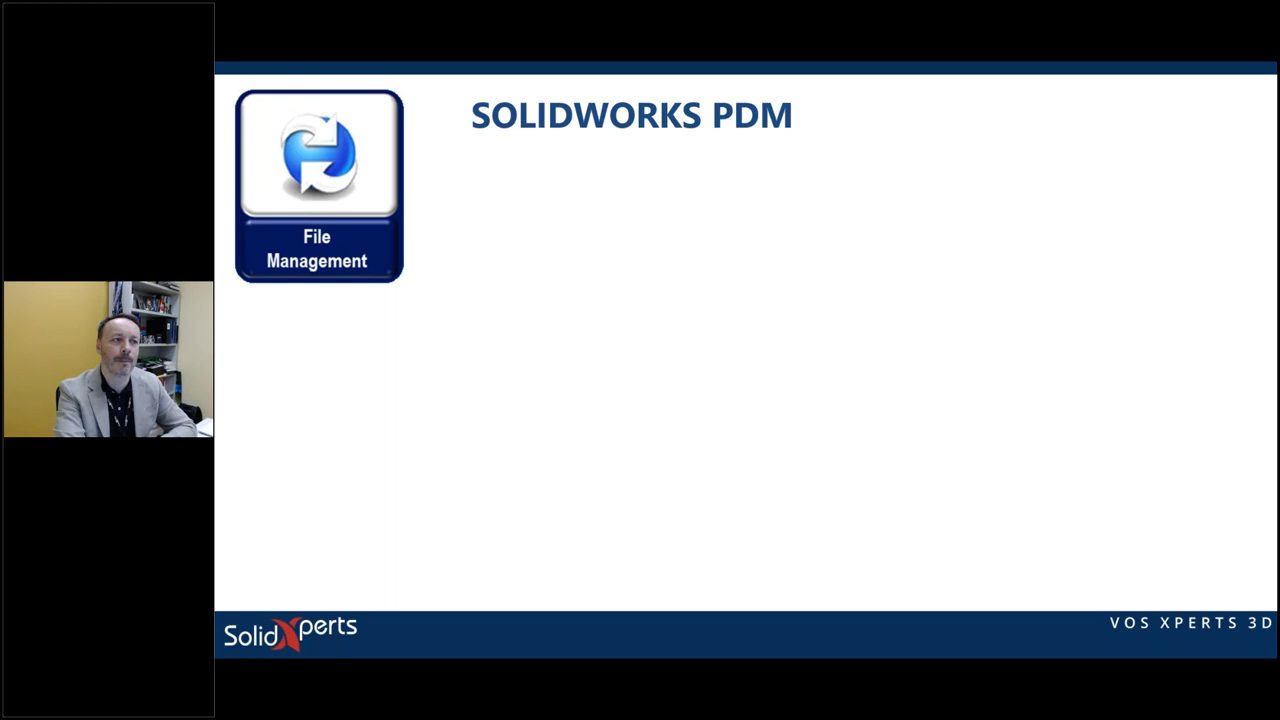 SOLIDWORKS PDM
File
Management
SolidXperts
VOS XPERTS 3D